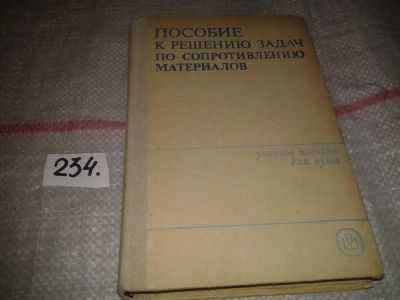 ПОСОБИЕ
К РЕШЕНИЮ ЗАДАЧ
ПО СОПРОТИВЛЕНИЮ
МАТЕРИАЛОВ
учебное пособие
для вузов
234.